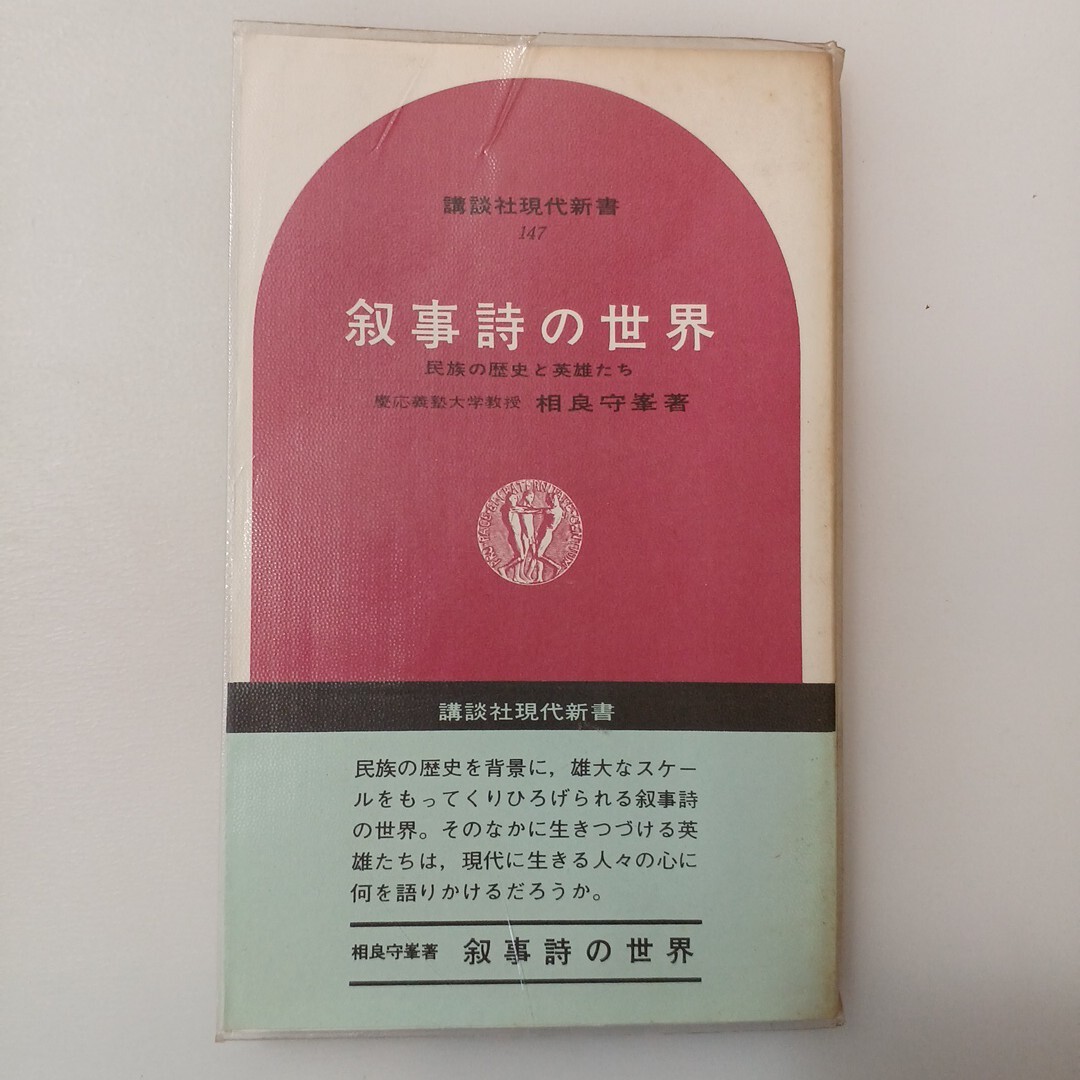 講談社現代新書
147
叙事詩の世界
民族の歴史と英雄たち
慶応義塾大学教授 相良守峯著
講談社現代新書
民族の歴史を背景に，雄大なスケー
ルをもってくりひろげられる叙事詩
の世界。そのなかに生きつづける英
雄たちは，現代に生きる人々の心に
何を語りかけるだろうか。
相良守峯著 叙事詩の世界